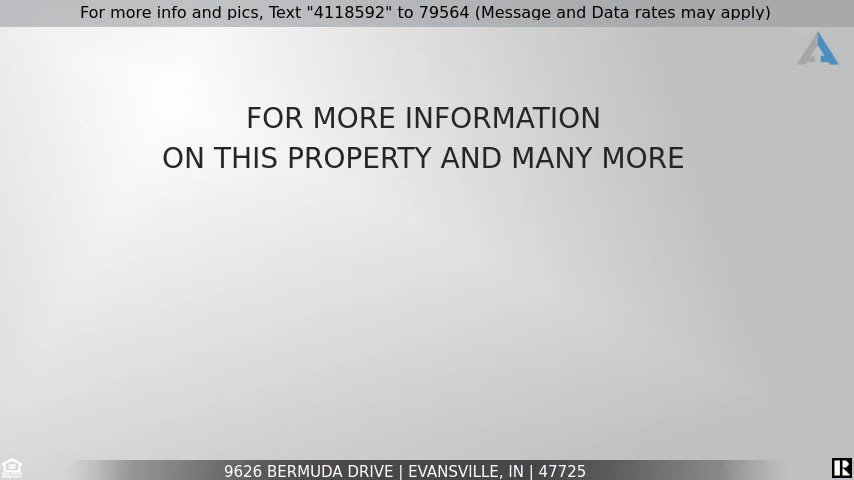 For more info and pics, Text "4118592" to 79564 (Message and Data rates may apply)
FOR MORE INFORMATION
ON THIS PROPERTY AND MANY MORE
9626 BERMUDA DRIVE | EVANSVILLE, IN | 47725